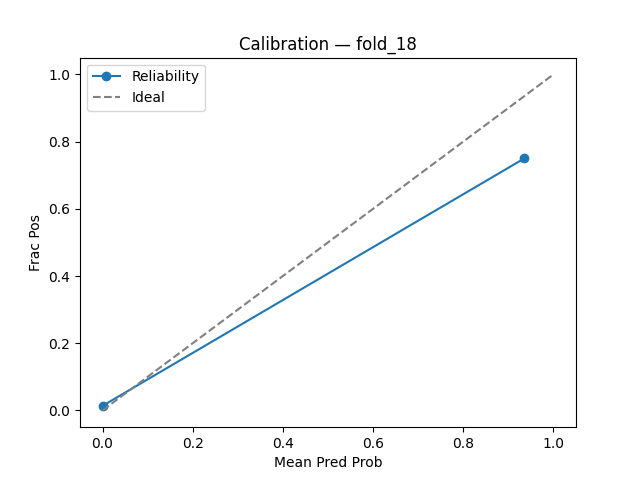 Calibration — fold_18
Reliability
Ideal
Frac Pos
1.0
0.8
0.6
0.4
0.2
0.0
0.0 0.2 0.4 0.6 0.8 1.0
Mean Pred Prob